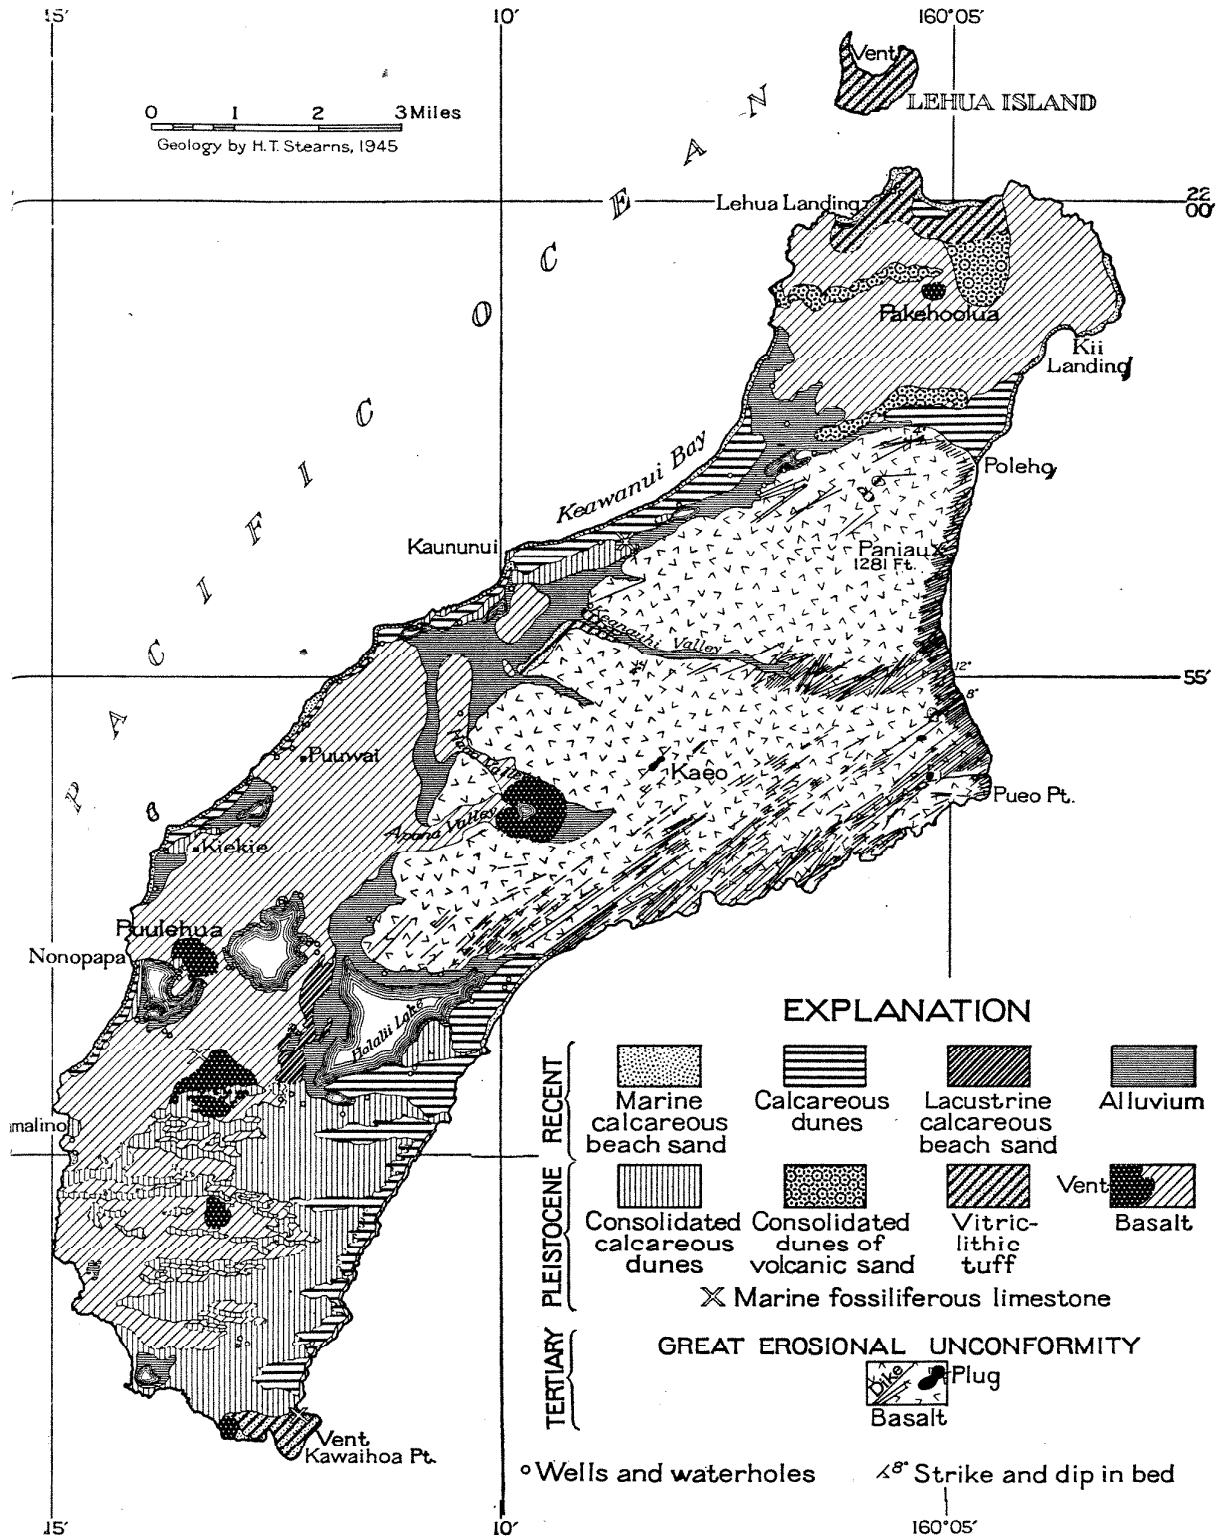 15′
10′
160°05′
Vent
LEHUA ISLAND
0 1 2 3 Miles
Geology by H.T. Stearns, 1945
PACIFIC OCEAN
Lehua Landing
22
00′
Pakehoolua
Kii
Landing
Keawanui Bay
Poleho
Kaununui
Paniau
1281 Ft.
Valley
12°
55′
8°
Puuwai
Kaeo
Pueo Pt.
Apana Valley
Kiekie
Puulehua
Nonopapa
Halalii Lake
malino
Vent
Kawaihoa Pt.
EXPLANATION
RECENT
Marine
calcareous
beach sand
Calcareous
dunes
Lacustrine
calcareous
beach sand
Alluvium
PLEISTOCENE
Consolidated
calcareous
dunes
Consolidated
dunes of
volcanic sand
Vitric-
lithic
tuff
Vent
Basalt
Marine fossiliferous limestone
TERTIARY
GREAT EROSIONAL UNCONFORMITY
Dike
Plug
Basalt
Wells and waterholes
8° Strike and dip in bed
15′
10′
160°05′